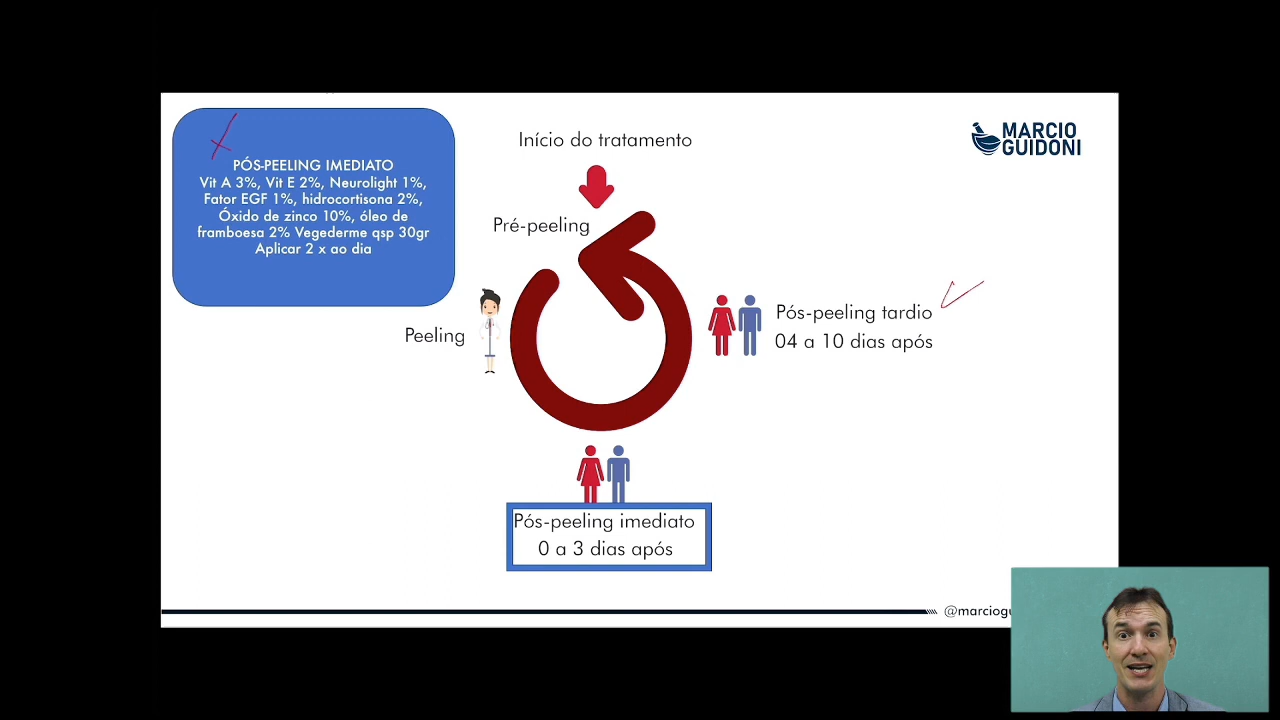 PÓS-PEELING IMEDIATO
Vit A 3%, Vit E 2%, Neurolight 1%,
Fator EGF 1%, hidrocortisona 2%,
Óxido de zinco 10%, óleo de
framboesa 2% Vegederme qsp 30gr
Aplicar 2 x ao dia
Início do tratamento
MARCIO
GUIDONI
Pré-peeling
Peeling
Pós-peeling tardio
04 a 10 dias após
Pós-peeling imediato
0 a 3 dias após